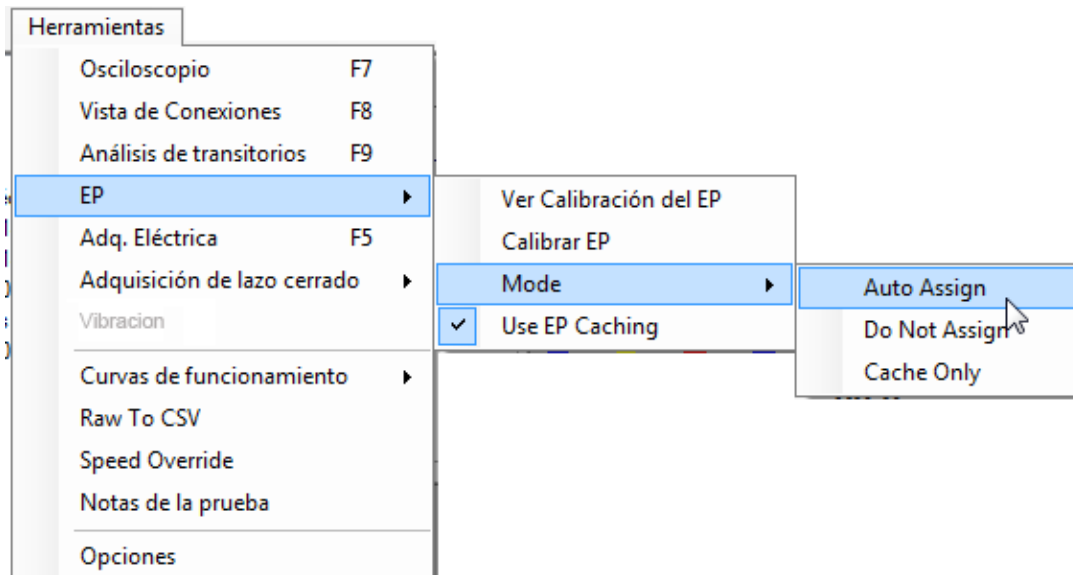 Herramientas
Osciloscopio F7
Vista de Conexiones F8
Análisis de transitorios F9
EP
Adq. Eléctrica F5
Adquisición de lazo cerrado
Vibracion
Curvas de funcionamiento
Raw To CSV
Speed Override
Notas de la prueba
Opciones
Ver Calibración del EP
Calibrar EP
Mode
Use EP Caching
Auto Assign
Do Not Assign
Cache Only